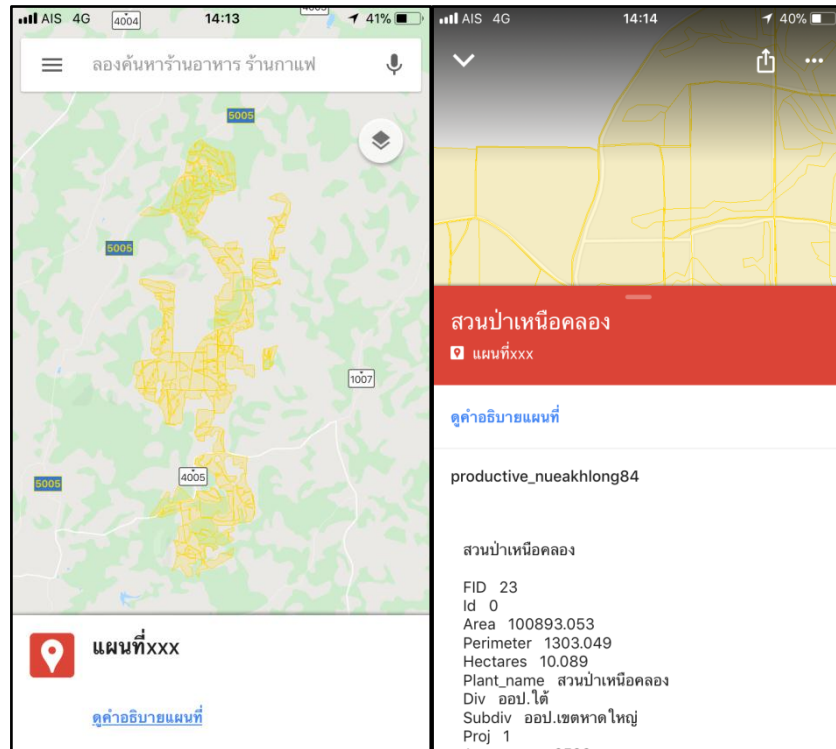 AIS 4G
14:13
41%
4004
ลองค้นหาร้านอาหาร ร้านกาแฟ
5005
5005
1007
4005
5005
แผนที่xxx
ดูคำอธิบายแผนที่
AIS 4G
14:14
40%
สวนป่าเหนือคลอง
แผนที่xxx
ดูคำอธิบายแผนที่
productive_nueakhlong84
สวนป่าเหนือคลอง
FID 23
Id 0
Area 100893.053
Perimeter 1303.049
Hectares 10.089
Plant_name สวนป่าเหนือคลอง
Div ออป.ใต้
Subdiv ออป.เขตหาดใหญ่
Proj 1